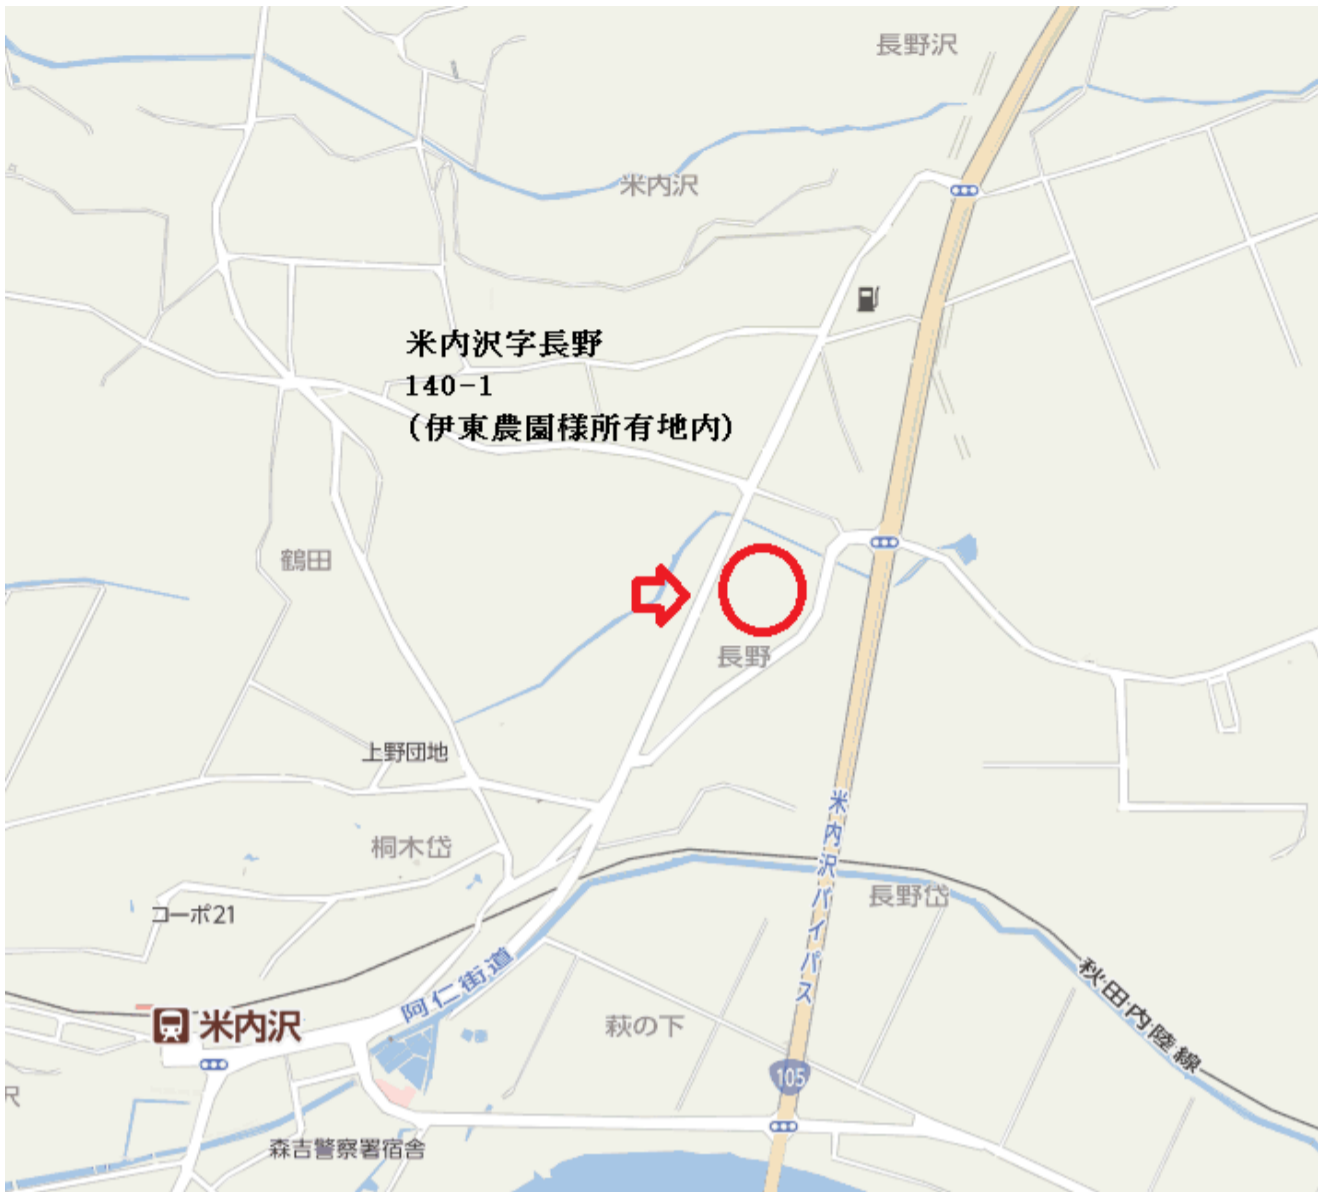 長野沢
米内沢
米内沢字長野
140-1
(伊東農園様所有地内)
鶴田
長野
上野団地
米内沢バイパス
桐木岱
長野岱
コーポ21
阿仁街道
秋田内陸線
米内沢
萩の下
105
沢
森吉警察署宿舎